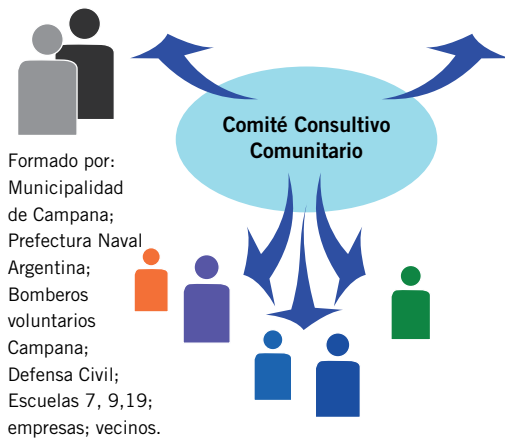 Comité Consultivo
Comunitario
Formado por:
Municipalidad
de Campana;
Prefectura Naval
Argentina;
Bomberos
voluntarios
Campana;
Defensa Civil;
Escuelas 7, 9,19;
empresas; vecinos.